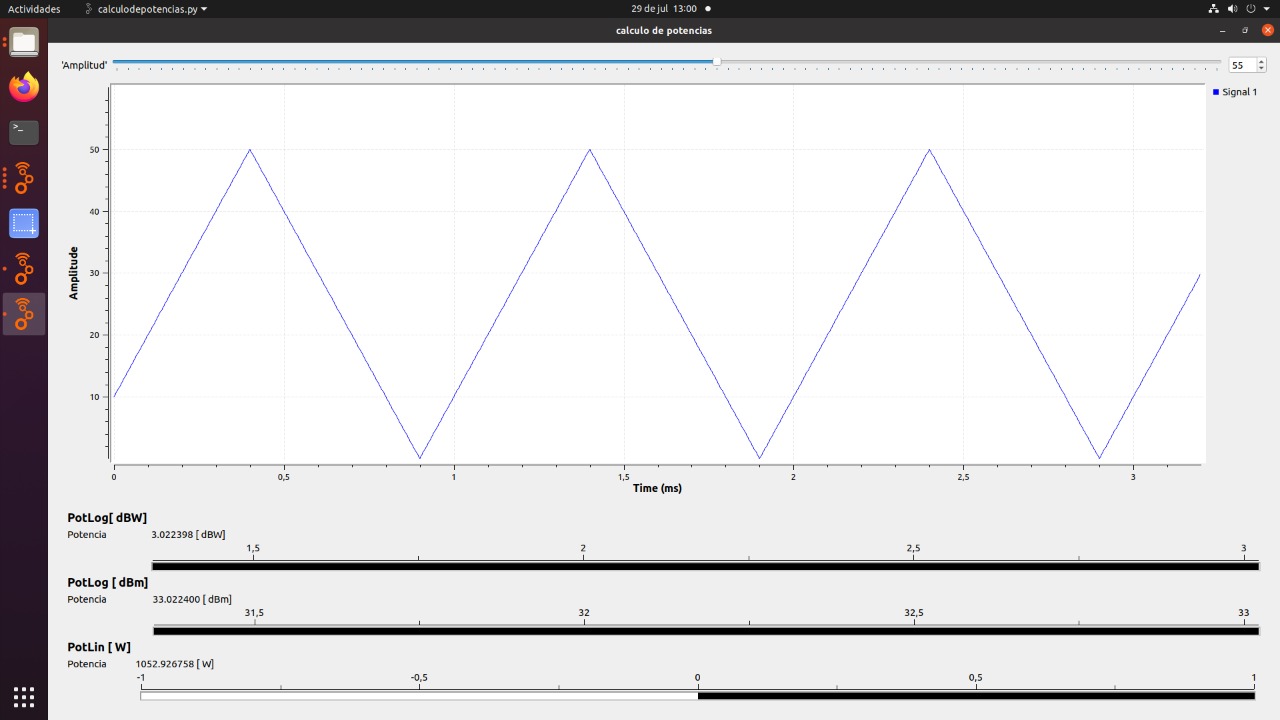 Actividades calculodepotencias.py 29 de jul 13:00
calculo de potencias
'Amplitud' 55
Signal 1
50
40
30
20
10
Amplitude
0 0,5 1 1,5 2 2,5 3
Time (ms)
PotLog[ dBW]
Potencia 3.022398 [ dBW]
1,5 2 2,5 3
PotLog [ dBm]
Potencia 33.022400 [ dBm]
31,5 32 32,5 33
PotLin [ W]
Potencia 1052.926758 [ W]
-1 -0,5 0 0,5 1